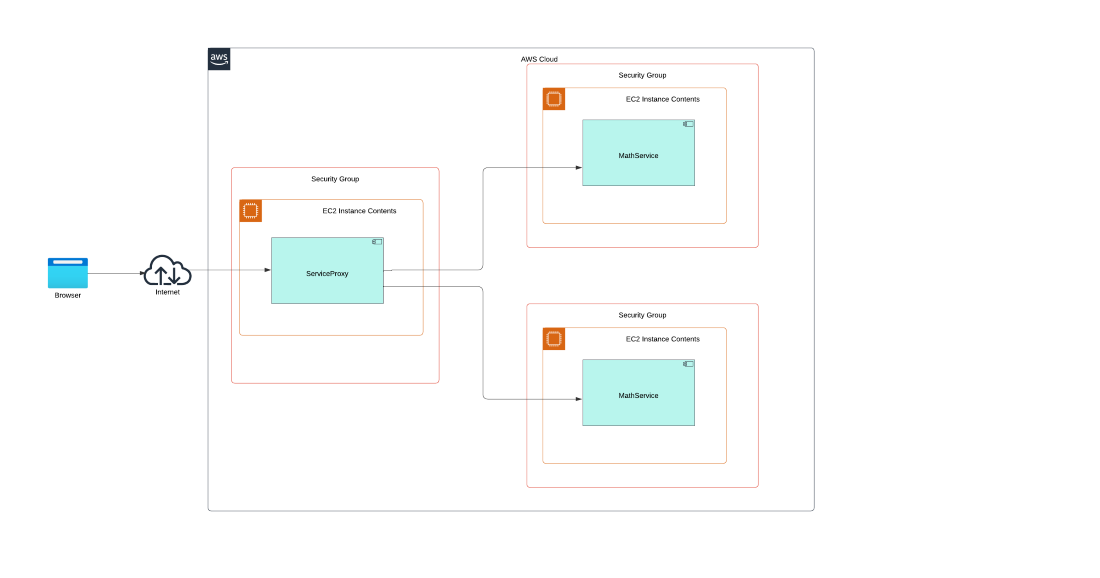 aws
AWS Cloud
Security Group
EC2 Instance Contents
MathService
Security Group
EC2 Instance Contents
ServiceProxy
Browser
Internet
Security Group
EC2 Instance Contents
MathService